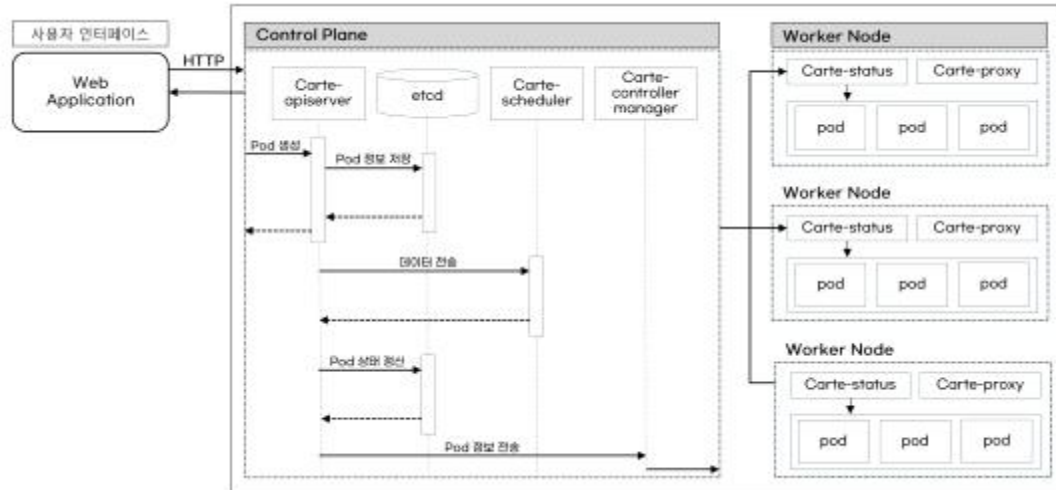 사용자 인터페이스
Web
Application
HTTP
Control Plane
Carte-
apiserver
etcd
Carte-
scheduler
Carte-
controller
manager
Pod 생성
Pod 정보 저장
데이터 전송
Pod 상태 갱신
Pod 정보 전송
Worker Node
Carte-status
Carte-proxy
pod
pod
pod
Worker Node
Carte-status
Carte-proxy
pod
pod
pod
Worker Node
Carte-status
Carte-proxy
pod
pod
pod